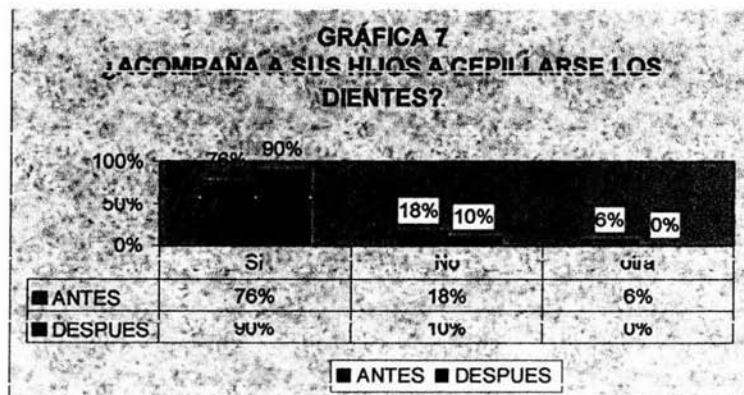 GRÁFICA 7
¿ACOMPAÑA A SUS HIJOS A CEPILLARSE LOS
DIENTES?
100%
50%
0%
76% 90%
18% 10%
6% 0%
Si No otra
ANTES 76% 18% 6%
DESPUES 90% 10% 0%
ANTES DESPUES